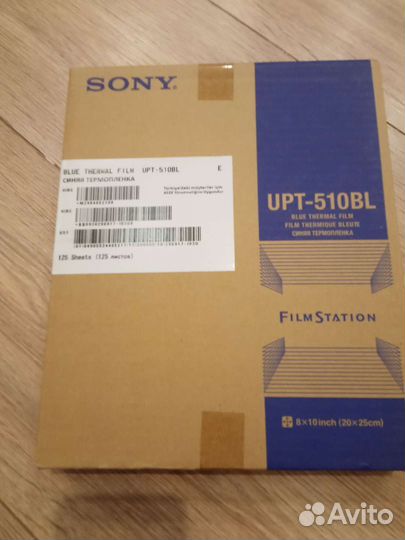 SONY®
BLUE THERMAL FILM UPT-510BL E
СИНЯЯ ТЕРМОПЛЕНКА
125 Sheets (125 листов)
UPT-510BL
BLUE THERMAL FILM
FILM THERMIQUE BLEUTE
СИНЯЯ ТЕРМОПЛЕНКА
FILMSTATION
8×10inch (20×25cm)
Avito